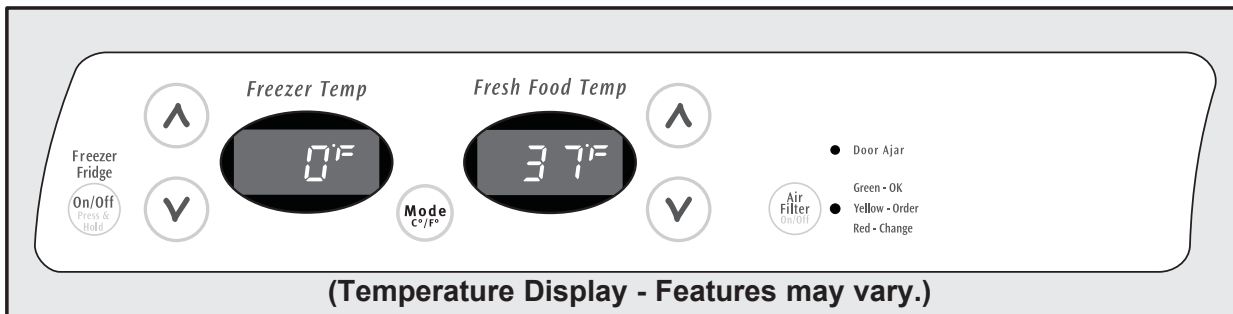 Freezer Temp
Fresh Food Temp
0°F
37°F
Freezer
Fridge
On/Off
Press &
Hold
Mode
C°/F°
Door Ajar
Air
Filter
On/Off
Green - OK
Yellow - Order
Red - Change
(Temperature Display - Features may vary.)